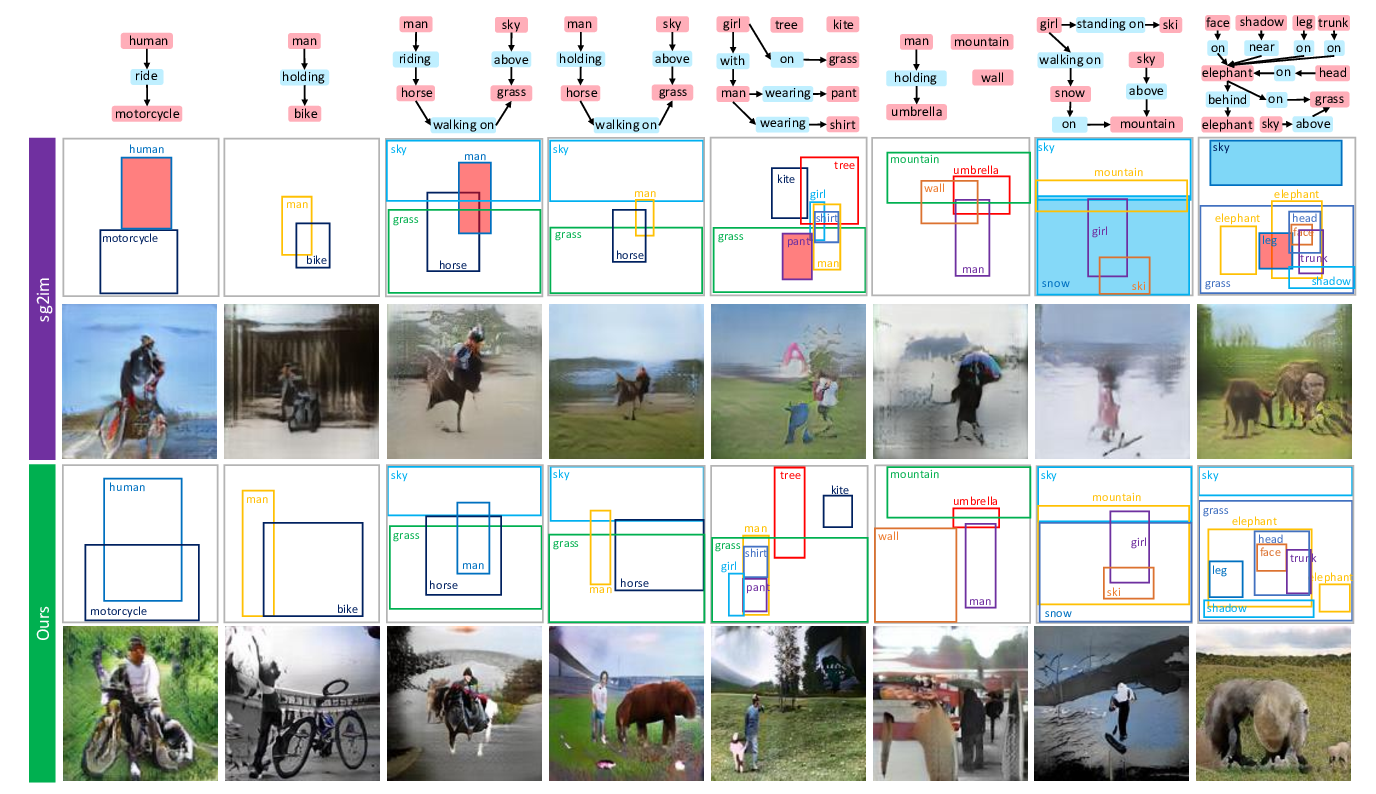 human
ride
motorcycle
man
holding
bike
man sky
riding above
horse grass
walking on
man sky
holding above
horse grass
walking on
girl tree kite
with on grass
man wearing pant
wearing shirt
man mountain
holding wall
umbrella
girl standing on ski
walking on sky
snow above
on mountain
face shadow leg trunk
on near on on
elephant on head
behind on grass
elephant sky above
sg2im
human
motorcycle
man
bike
sky
man
grass
horse
sky
man
grass
horse
tree
kite
girl
shirt
grass
pant
man
mountain
umbrella
wall
man
sky
mountain
girl
snow
ski
sky
elephant
elephant
head
face
leg
trunk
grass
shadow
Ours
human
motorcycle
man
bike
sky
grass
man
horse
sky
grass
man
horse
tree
kite
man
grass
shirt
girl
pant
mountain
umbrella
wall
man
sky
mountain
girl
ski
snow
sky
grass
elephant
head
face
trunk
leg
elephant
shadow